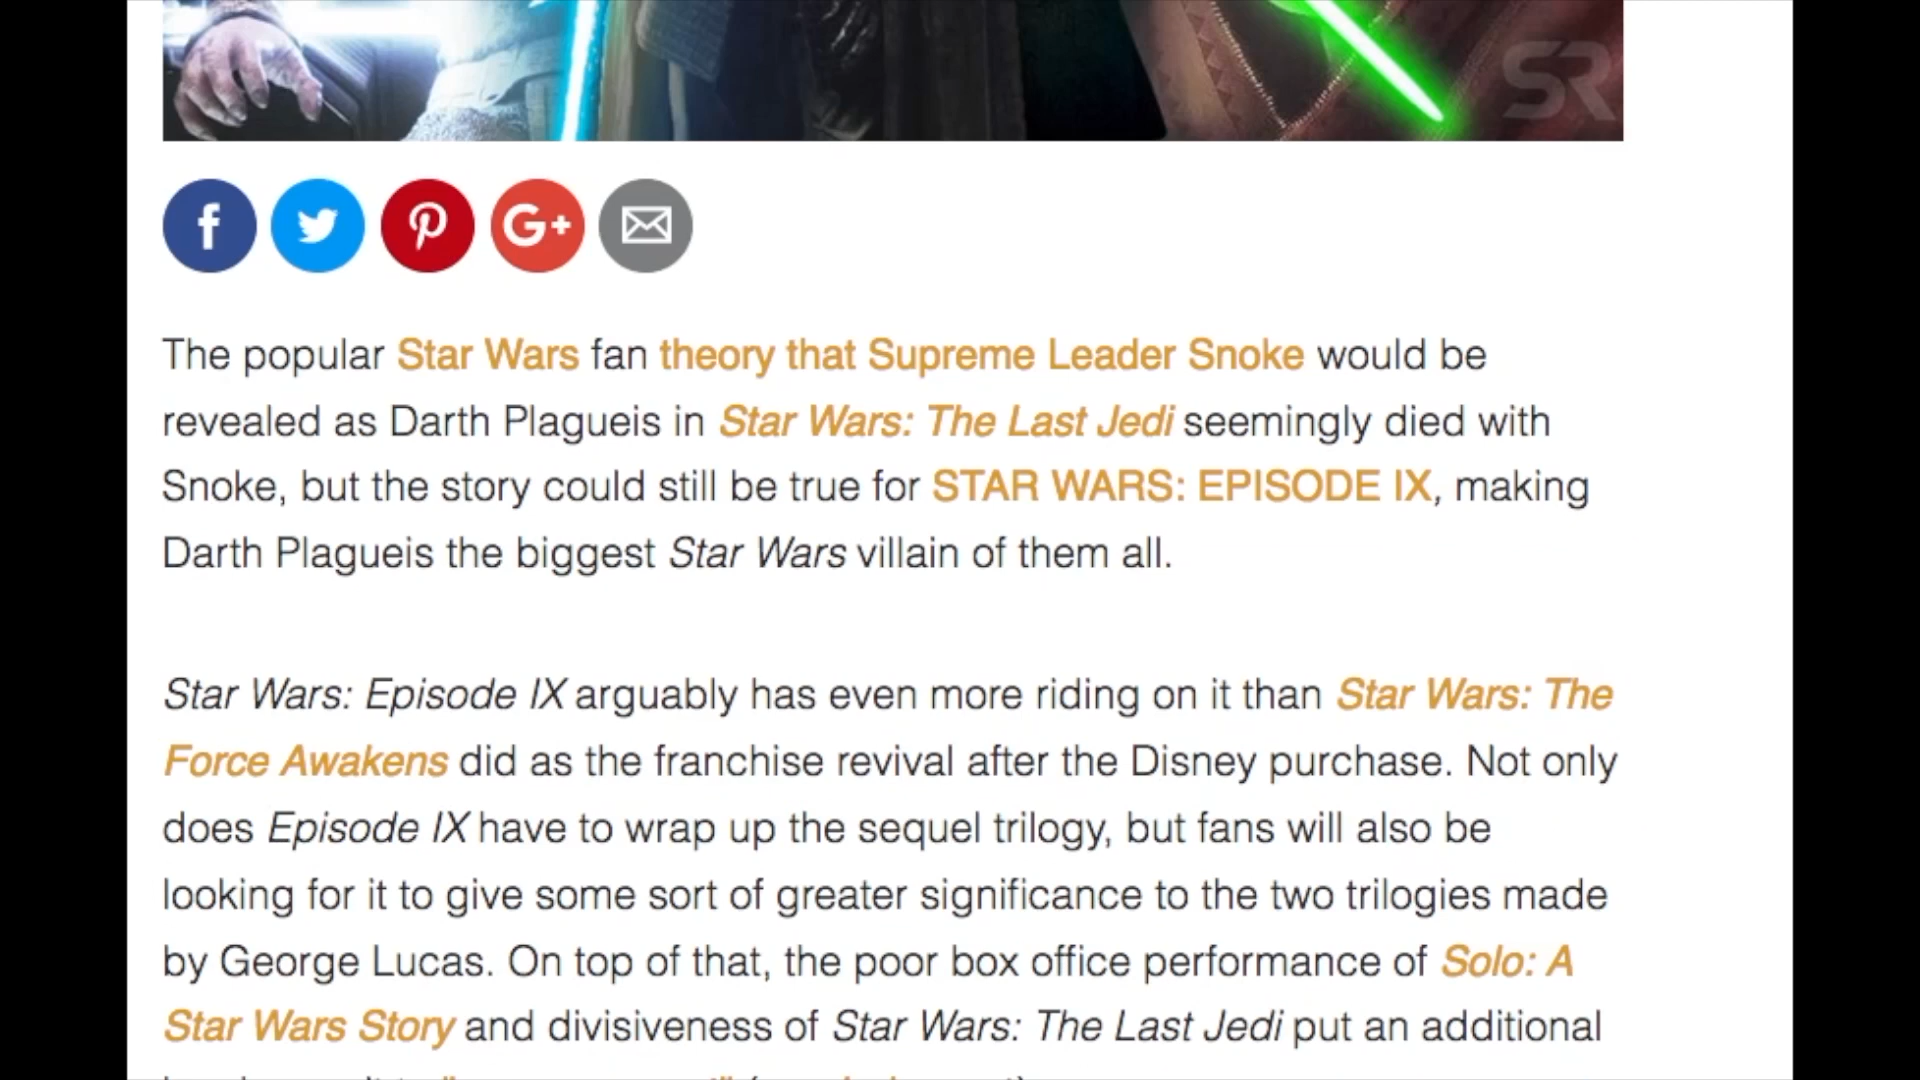 SR
f
G+
The popular Star Wars fan theory that Supreme Leader Snoke would be
revealed as Darth Plagueis in Star Wars: The Last Jedi seemingly died with
Snoke, but the story could still be true for STAR WARS: EPISODE IX, making
Darth Plagueis the biggest Star Wars villain of them all.
Star Wars: Episode IX arguably has even more riding on it than Star Wars: The
Force Awakens did as the franchise revival after the Disney purchase. Not only
does Episode IX have to wrap up the sequel trilogy, but fans will also be
looking for it to give some sort of greater significance to the two trilogies made
by George Lucas. On top of that, the poor box office performance of Solo: A
Star Wars Story and divisiveness of Star Wars: The Last Jedi put an additional